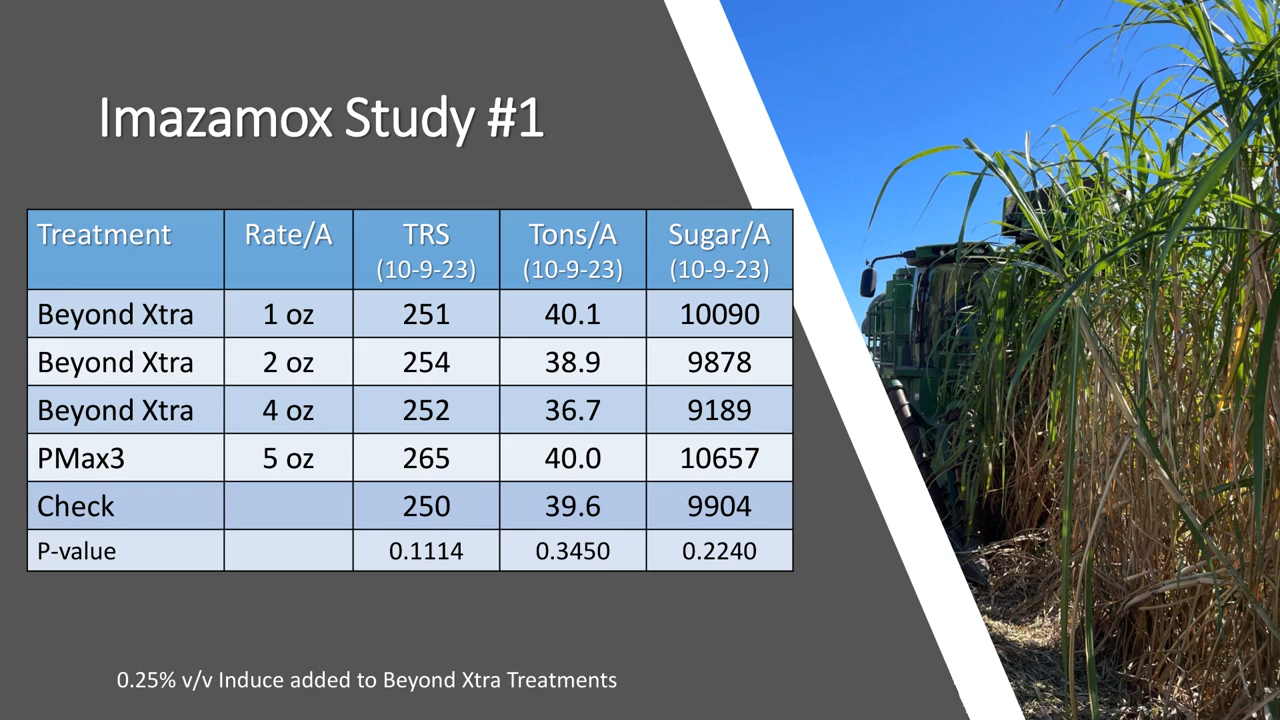 Imazamox Study #1
Treatment Rate/A TRS Tons/A Sugar/A
(10-9-23) (10-9-23) (10-9-23)
Beyond Xtra 1 oz 251 40.1 10090
Beyond Xtra 2 oz 254 38.9 9878
Beyond Xtra 4 oz 252 36.7 9189
PMax3 5 oz 265 40.0 10657
Check 250 39.6 9904
P-value 0.1114 0.3450 0.2240
0.25% v/v Induce added to Beyond Xtra Treatments